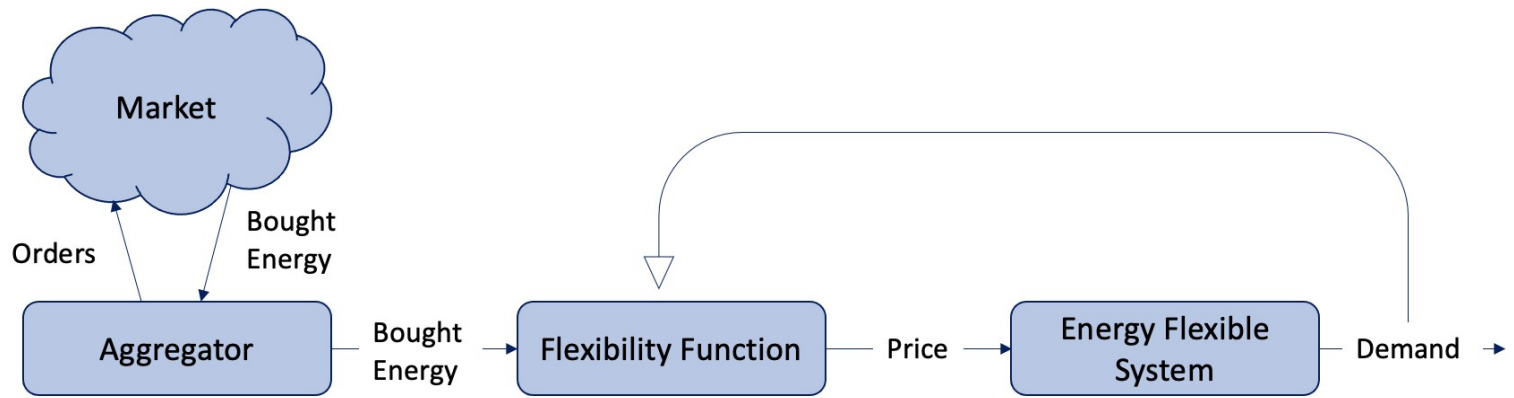 Market
Orders
Bought
Energy
Aggregator
Bought
Energy
Flexibility Function
Price
Energy Flexible
System
Demand